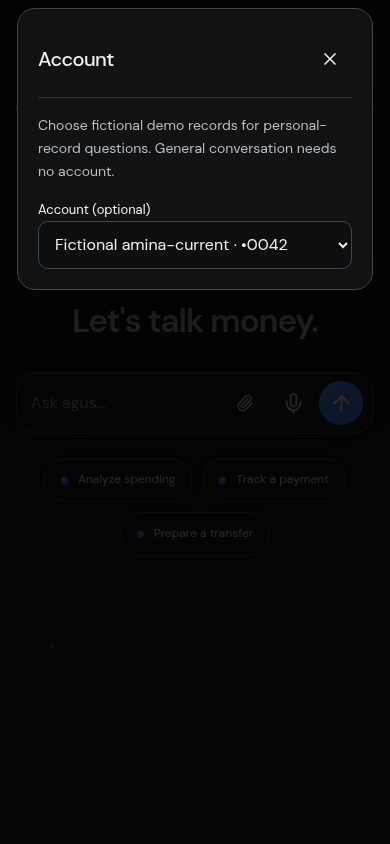 Account
Choose fictional demo records for personal-
record questions. General conversation needs
no account.
Account (optional)
Fictional amina-current · •0042
Let's talk money.
Ask agus...
Analyze spending
Track a payment
Prepare a transfer